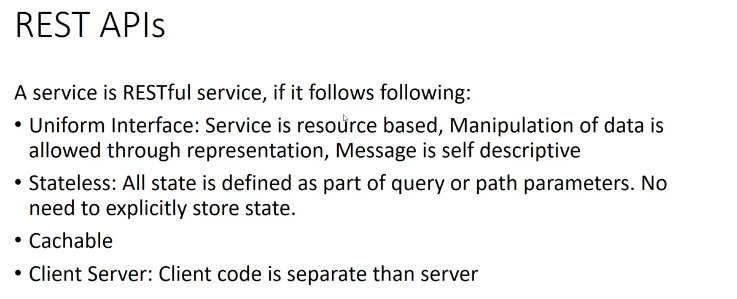 REST APIs
A service is RESTful service, if it follows following:
• Uniform Interface: Service is resource based, Manipulation of data is
allowed through representation, Message is self descriptive
• Stateless: All state is defined as part of query or path parameters. No
need to explicitly store state.
• Cachable
• Client Server: Client code is separate than server